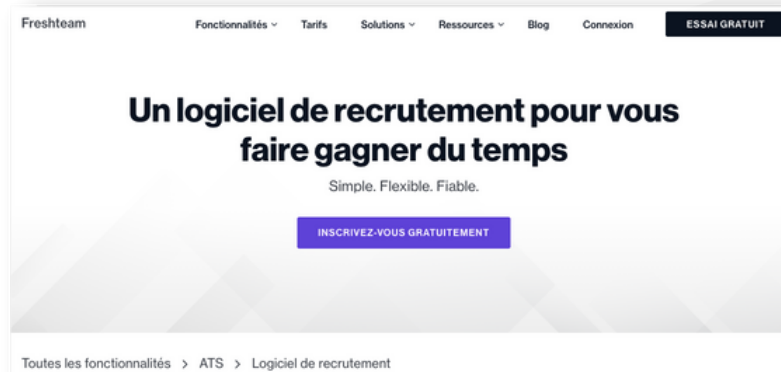 Freshteam Fonctionnalités Tarifs Solutions Ressources Blog Connexion ESSAI GRATUIT
Un logiciel de recrutement pour vous
faire gagner du temps
Simple. Flexible. Fiable.
INSCRIVEZ-VOUS GRATUITEMENT
Toutes les fonctionnalités > ATS > Logiciel de recrutement